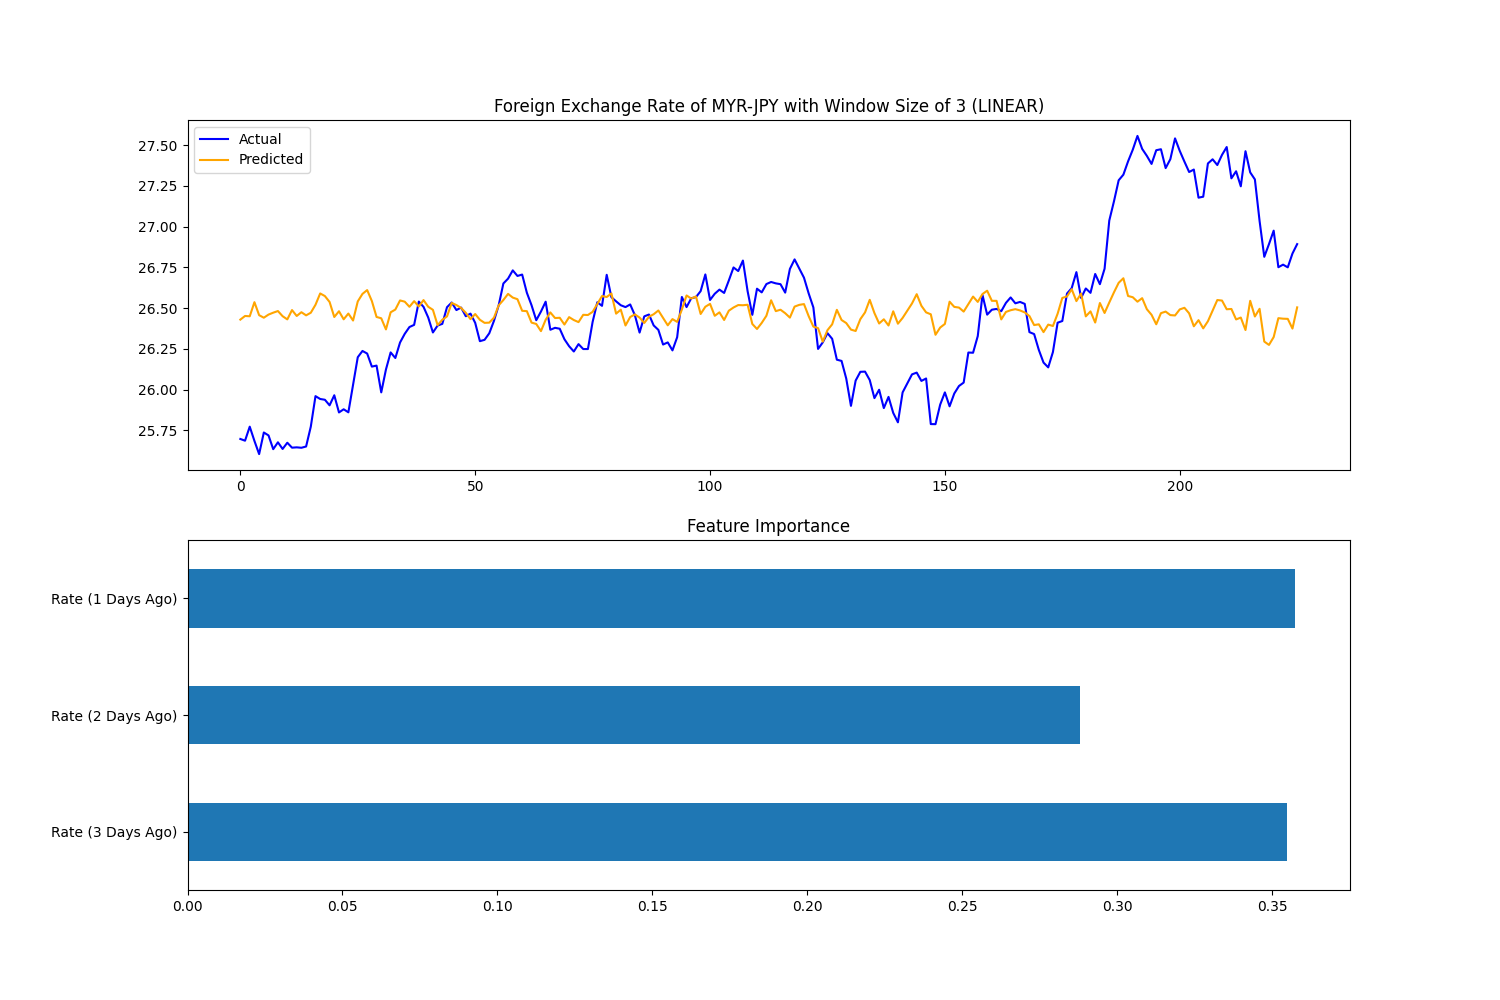 Foreign Exchange Rate of MYR-JPY with Window Size of 3 (LINEAR)
Actual
Predicted
27.50
27.25
27.00
26.75
26.50
26.25
26.00
25.75
0 50 100 150 200
Feature Importance
Rate (1 Days Ago)
Rate (2 Days Ago)
Rate (3 Days Ago)
0.00 0.05 0.10 0.15 0.20 0.25 0.30 0.35